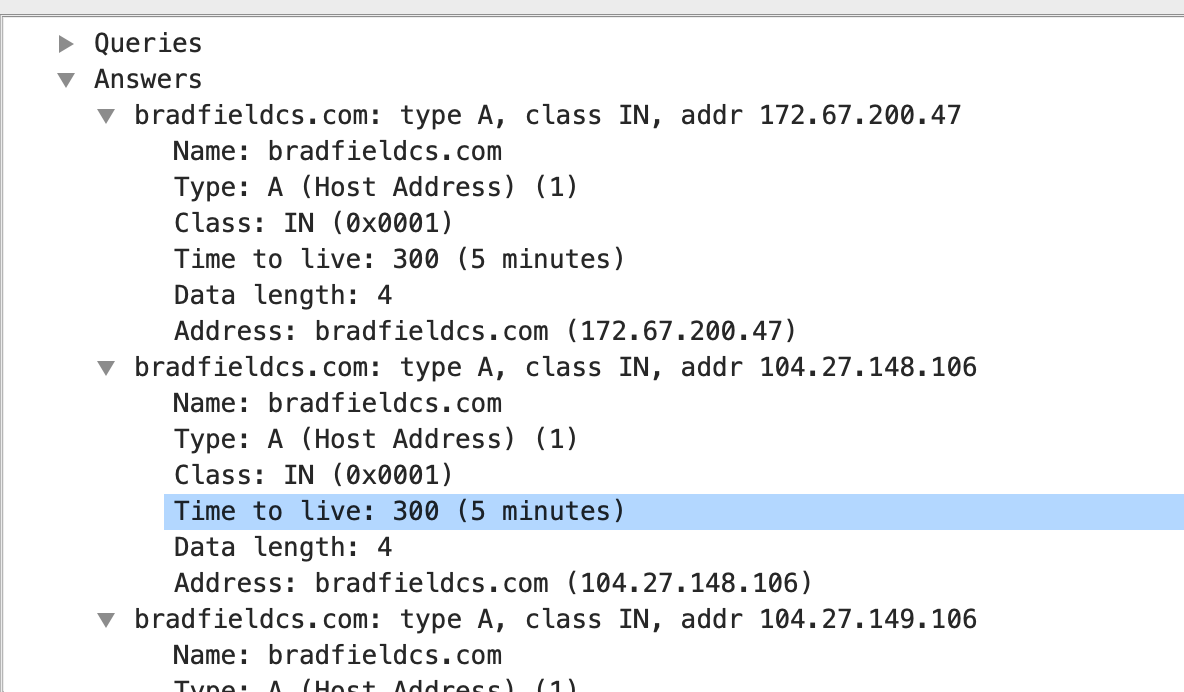 Queries
Answers
bradfieldcs.com: type A, class IN, addr 172.67.200.47
Name: bradfieldcs.com
Type: A (Host Address) (1)
Class: IN (0x0001)
Time to live: 300 (5 minutes)
Data length: 4
Address: bradfieldcs.com (172.67.200.47)
bradfieldcs.com: type A, class IN, addr 104.27.148.106
Name: bradfieldcs.com
Type: A (Host Address) (1)
Class: IN (0x0001)
Time to live: 300 (5 minutes)
Data length: 4
Address: bradfieldcs.com (104.27.148.106)
bradfieldcs.com: type A, class IN, addr 104.27.149.106
Name: bradfieldcs.com
Type: A (Host Address) (1)